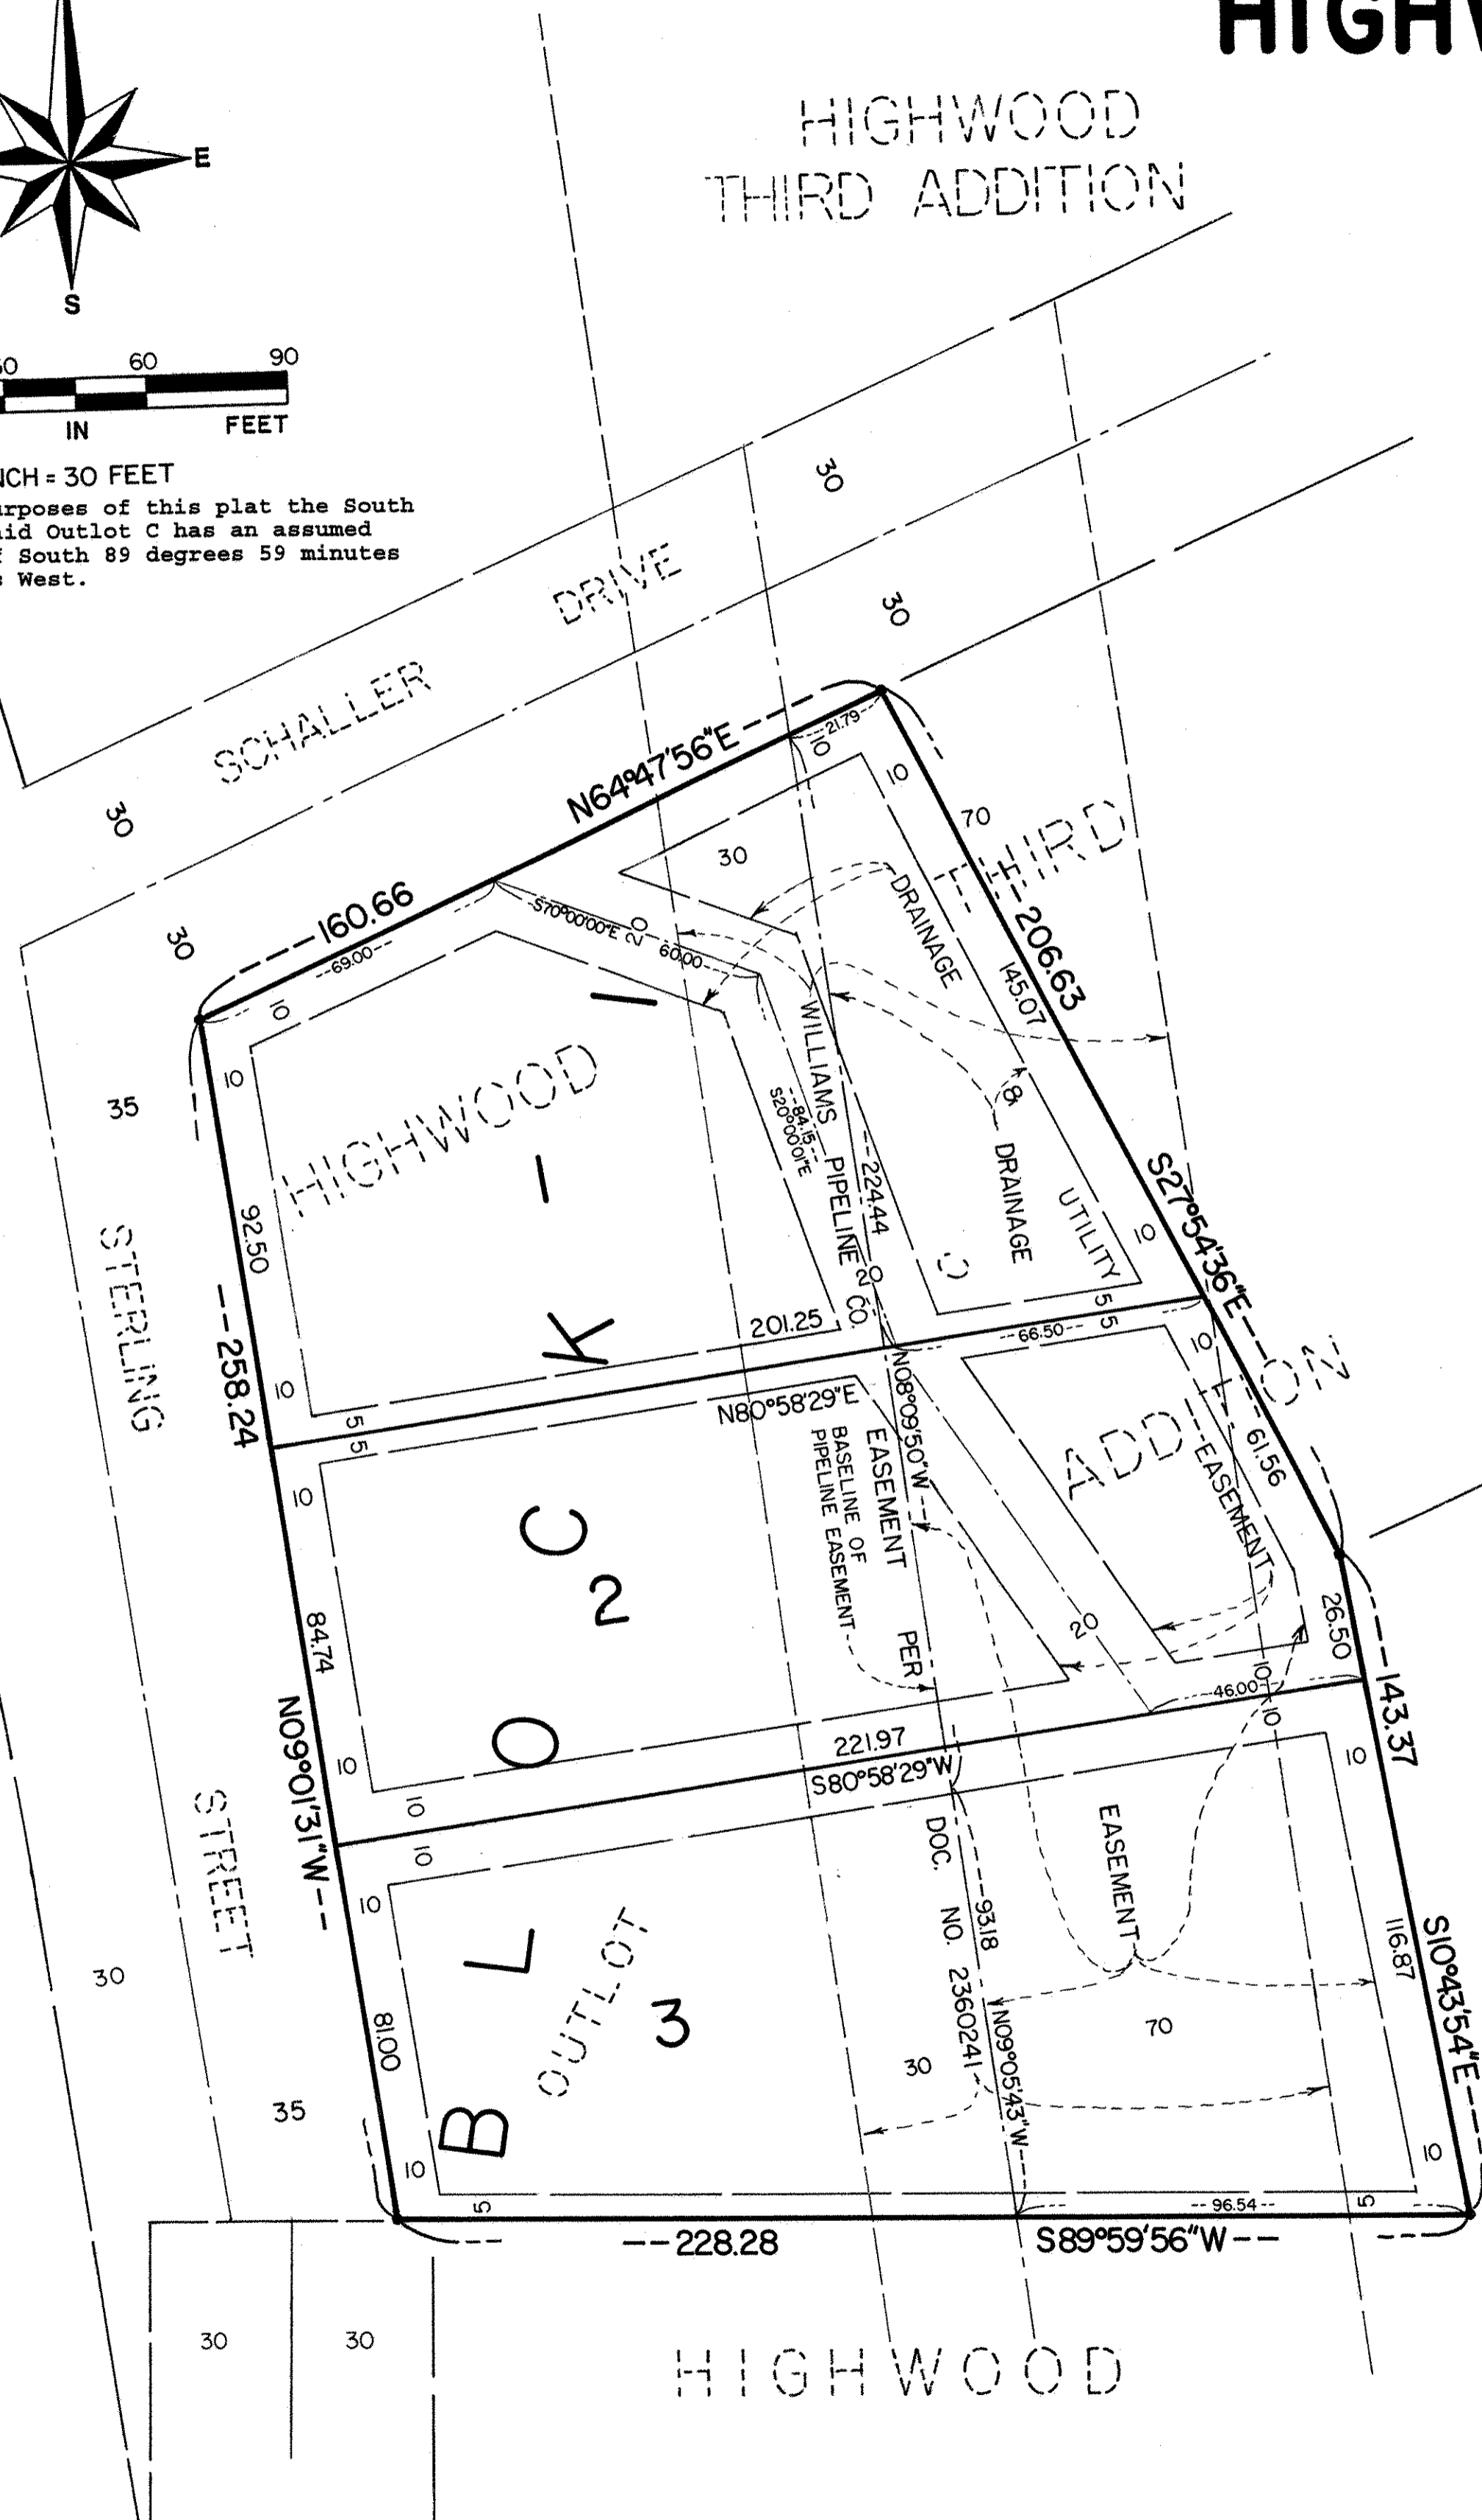 HIGHWOOD
THIRD ADDITION
E
S
60
90
IN
FEET
= 30 FEET
of this plat the South
Outlot C has an assumed
South 89 degrees 59 minutes
West.
SCHALLER DRIVE
30
30
30
30
N64°47'56"E
21.79
10
10
160.66
69.00
10
S70°00'00"E
20
60.00
30
70
DRAINAGE
206.63
145.07
THIRD
HIGHWOOD
1
10
35
92.50
WILLIAMS PIPELINE CO.
84.15
S20°00'01"E
224.44
20
&
DRAINAGE
UTILITY
C
10
S27°54'36"E
STERLING
258.24
10
BLOCK 1
201.25
66.50
5
5
5
5
N80°58'29"E
N08°09'50"W
10
ADDITION
61.56
EASEMENT
EASEMENT PER
BASELINE OF
PIPELINE EASEMENT
10
2
84.74
20
26.50
10
46.00
10
143.37
N09°01'31"W
10
221.97
S80°58'29"W
10
10
10
10
STREET
DOC. NO. 2360241
93.18
EASEMENT
116.87
S10°43'54"E
30
OUTLOT
3
81.00
30
N09°05'43"W
70
35
10
5
10
96.54
5
228.28
S89°59'56"W
30
30
HIGHWOOD